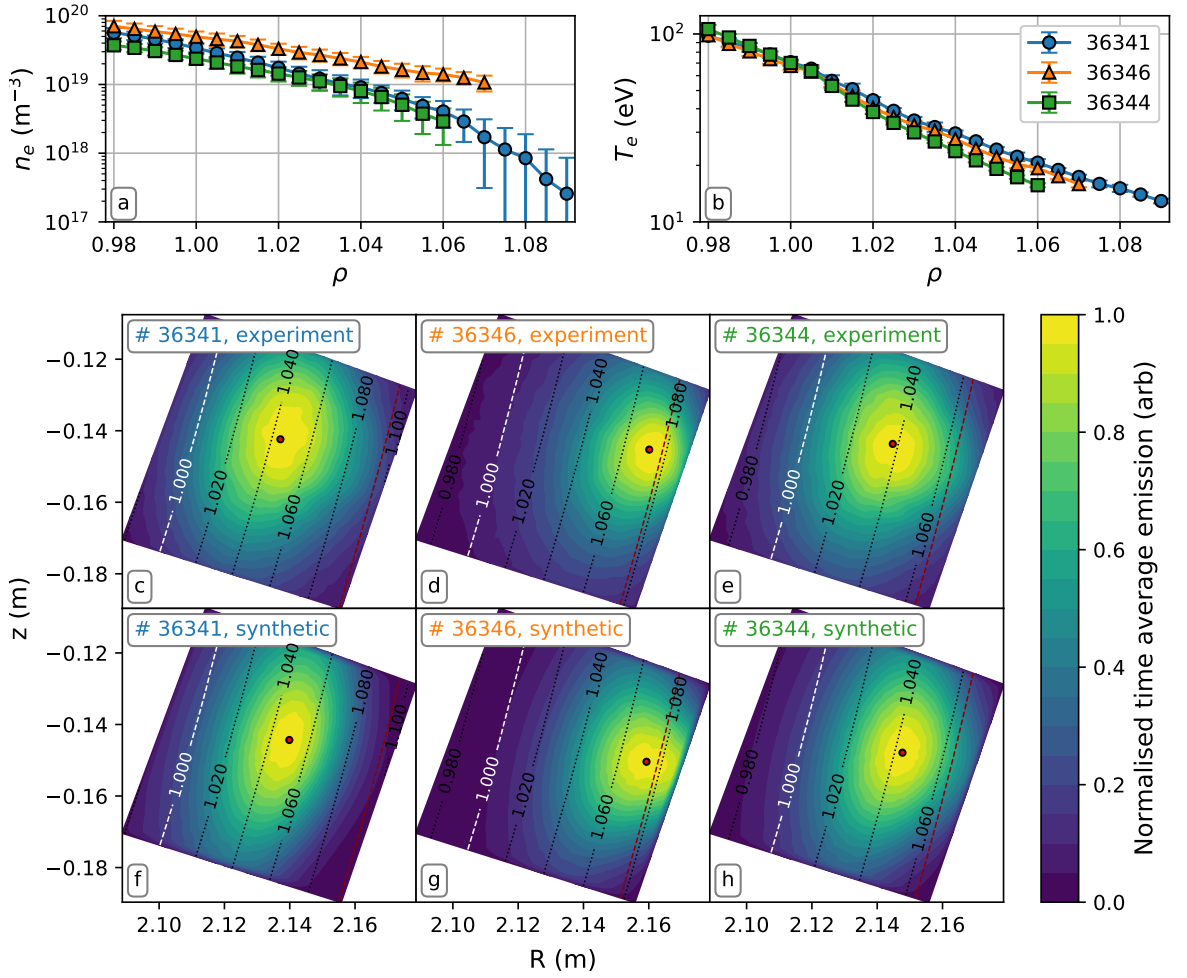 10^20
10^19
10^18
10^17
n_e (m^−3)
0.98 1.00 1.02 1.04 1.06 1.08
ρ
a
10^2
10^1
T_e (eV)
0.98 1.00 1.02 1.04 1.06 1.08
ρ
b
36341
36346
36344
# 36341, experiment
1.000
1.020
1.040
1.060
1.080
1.100
c
# 36346, experiment
0.980
1.000
1.020
1.040
1.060
1.080
d
# 36344, experiment
0.980
1.000
1.020
1.040
1.060
e
−0.12
−0.14
−0.16
−0.18
# 36341, synthetic
1.000
1.020
1.040
1.060
1.080
1.100
f
# 36346, synthetic
0.980
1.000
1.020
1.040
1.060
1.080
g
# 36344, synthetic
0.980
1.000
1.020
1.040
1.060
h
−0.12
−0.14
−0.16
−0.18
z (m)
2.10 2.12 2.14 2.16
2.10 2.12 2.14 2.16
2.10 2.12 2.14 2.16
R (m)
1.0
0.8
0.6
0.4
0.2
0.0
Normalised time average emission (arb)